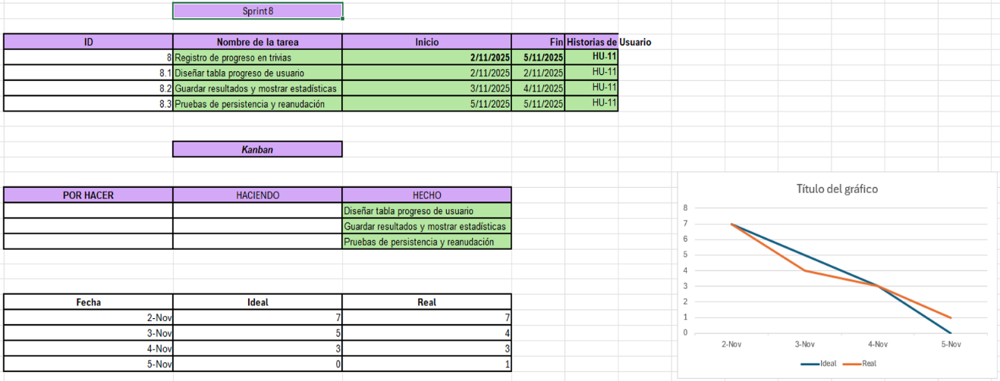 Sprint 8
ID Nombre de la tarea Inicio Fin Historias de Usuario
8 Registro de progreso en trivias 2/11/2025 5/11/2025 HU-11
8.1 Diseñar tabla progreso de usuario 2/11/2025 2/11/2025 HU-11
8.2 Guardar resultados y mostrar estadísticas 3/11/2025 4/11/2025 HU-11
8.3 Pruebas de persistencia y reanudación 5/11/2025 5/11/2025 HU-11
Kanban
POR HACER HACIENDO HECHO
Diseñar tabla progreso de usuario
Guardar resultados y mostrar estadísticas
Pruebas de persistencia y reanudación
Fecha Ideal Real
2-Nov 7 7
3-Nov 5 4
4-Nov 3 3
5-Nov 0 1
Título del gráfico
8
7
6
5
4
3
2
1
0
2-Nov 3-Nov 4-Nov 5-Nov
Ideal Real